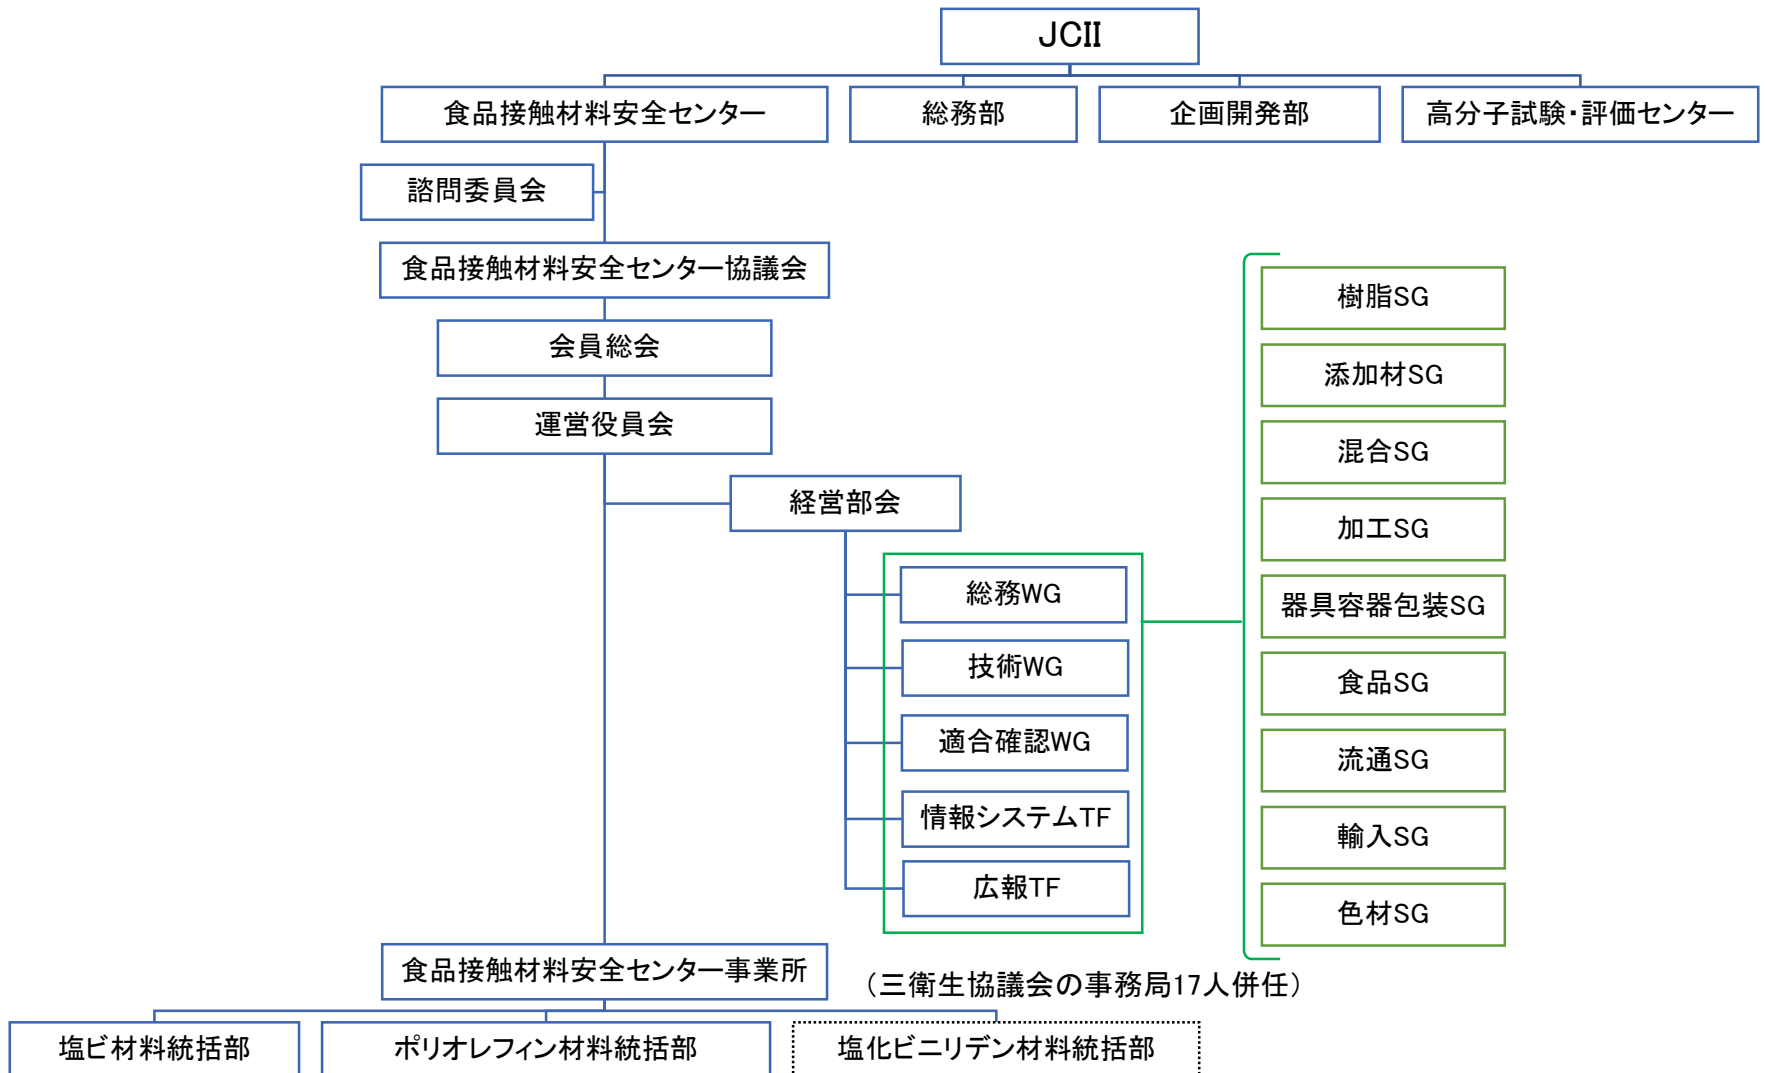 JCII
食品接触材料安全センター
総務部
企画開発部
高分子試験・評価センター
諮問委員会
食品接触材料安全センター協議会
会員総会
運営役員会
経営部会
総務WG
技術WG
適合確認WG
情報システムTF
広報TF
樹脂SG
添加材SG
混合SG
加工SG
器具容器包装SG
食品SG
流通SG
輸入SG
色材SG
食品接触材料安全センター事業所
（三衛生協議会の事務局17人併任）
塩ビ材料統括部
ポリオレフィン材料統括部
塩化ビニリデン材料統括部